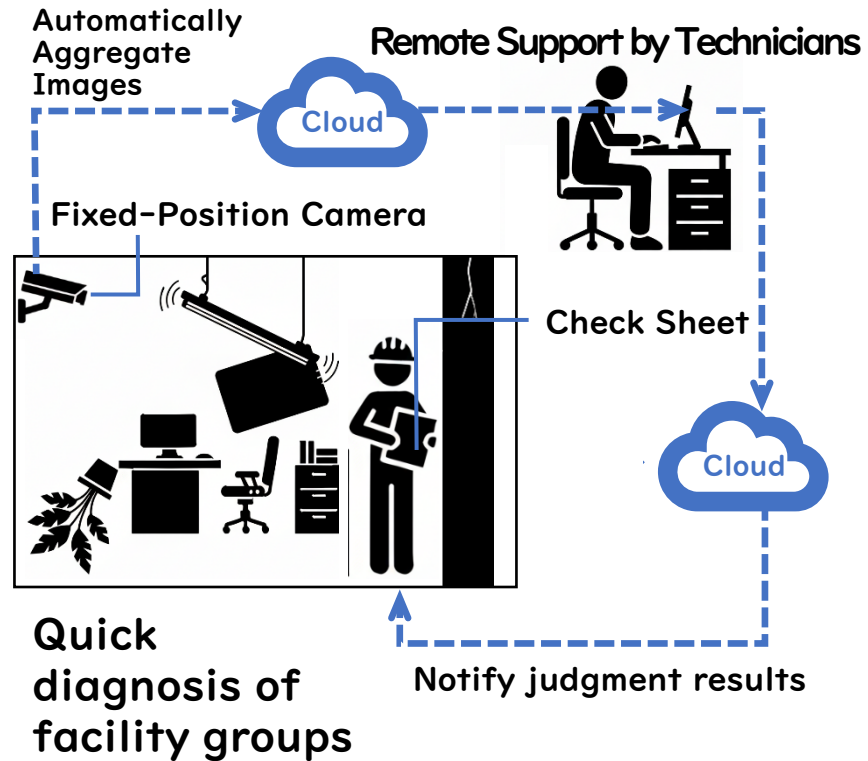 Automatically
Aggregate
Images
Remote Support by Technicians
Cloud
Fixed-Position Camera
Check Sheet
Cloud
Notify judgment results
Quick
diagnosis of
facility groups